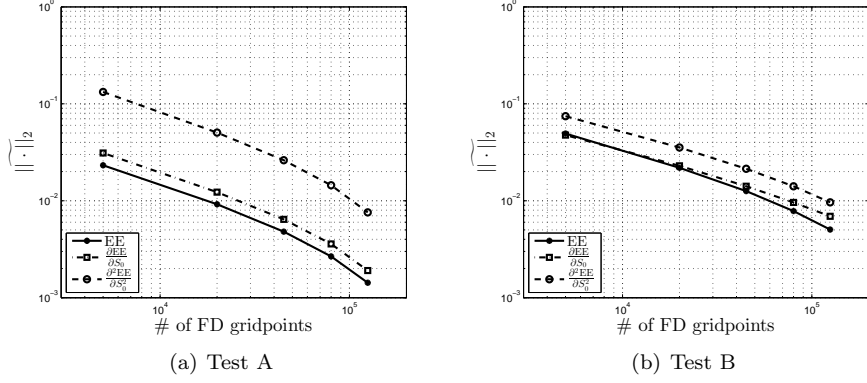 10^0
10^-1
10^-2
10^-3
|| · ||_2
10^4
10^5
# of FD gridpoints
EE
∂EE/∂S_0
∂²EE/∂S_0²
(a) Test A
10^0
10^-1
10^-2
10^-3
|| · ||_2
10^4
10^5
# of FD gridpoints
EE
∂EE/∂S_0
∂²EE/∂S_0²
(b) Test B